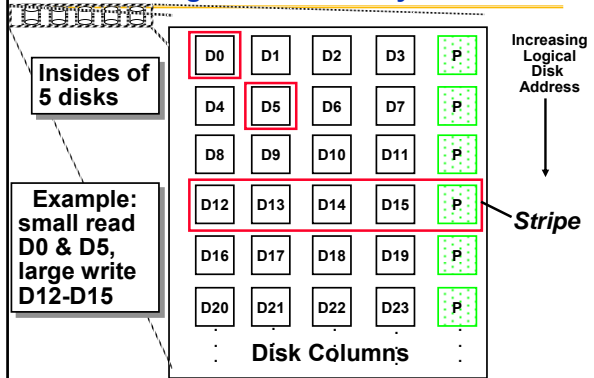 Insides of
5 disks
Example:
small read
D0 & D5,
large write
D12-D15
D0 D1 D2 D3 P
D4 D5 D6 D7 P
D8 D9 D10 D11 P
D12 D13 D14 D15 P
D16 D17 D18 D19 P
D20 D21 D22 D23 P
Disk Columns
Increasing
Logical
Disk
Address
Stripe